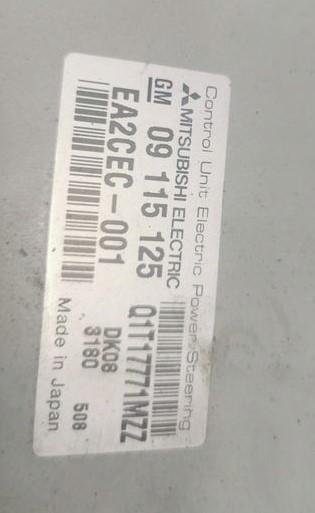 Control Unit Electric Power Steering
MITSUBISHI ELECTRIC
GM 09 115 125 Q1T17771MZZ
EA2CEC-001 DK08
3180
508
Made in Japan